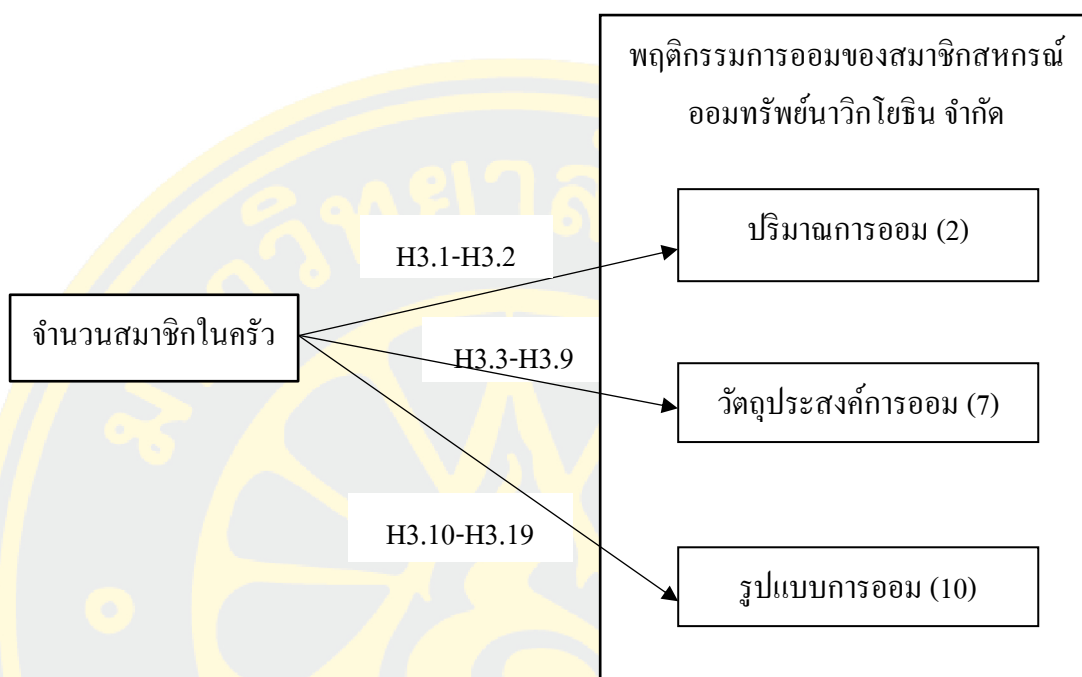 พฤติกรรมการออมของสมาชิกสหกรณ์
ออมทรัพย์นาวิกโยธิน จำกัด
ปริมาณการออม (2)
H3.1-H3.2
จำนวนสมาชิกในครัว
H3.3-H3.9
วัตถุประสงค์การออม (7)
H3.10-H3.19
รูปแบบการออม (10)